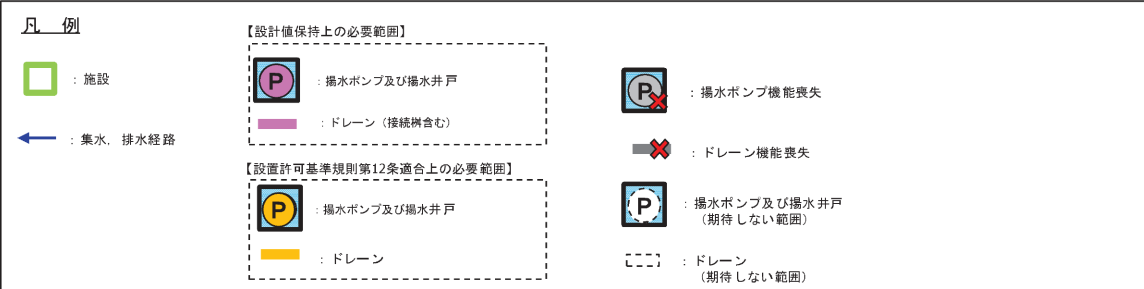 凡 例
：施設
：集水，排水経路
【設計値保持上の必要範囲】
P
：揚水ポンプ及び揚水井戸
：ドレーン（接続桝含む）
【設置許可基準規則第12条適合上の必要範囲】
P
：揚水ポンプ及び揚水井戸
：ドレーン
P
：揚水ポンプ機能喪失
：ドレーン機能喪失
P
：揚水ポンプ及び揚水井戸
（期待しない範囲）
：ドレーン
（期待しない範囲）